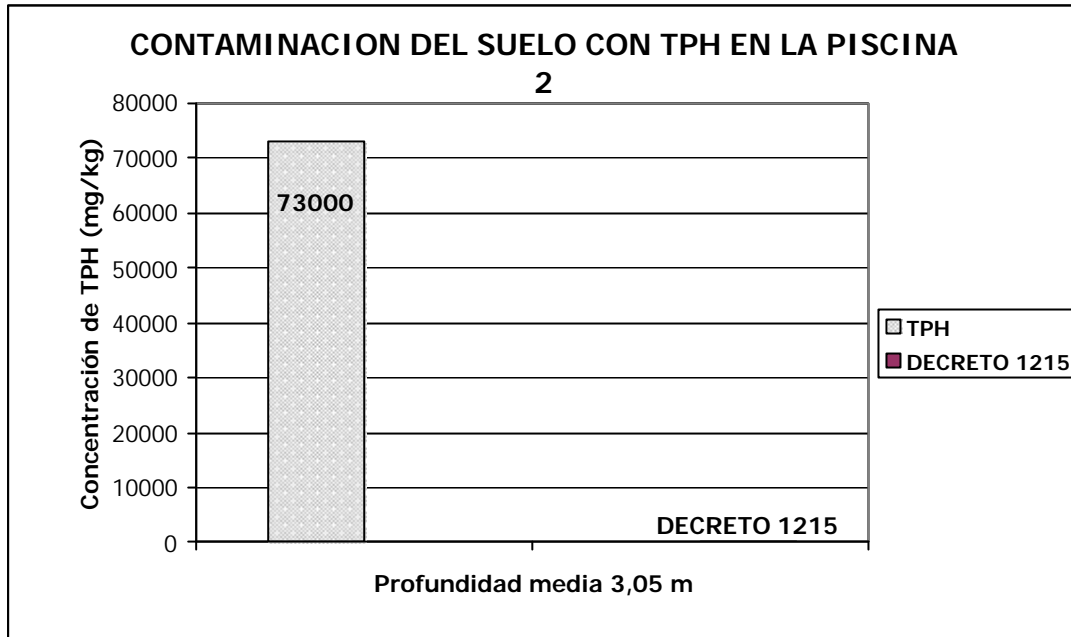 CONTAMINACION DEL SUELO CON TPH EN LA PISCINA
2
Concentración de TPH (mg/kg)
80000
70000
60000
50000
40000
30000
20000
10000
0
73000
DECRETO 1215
TPH
DECRETO 1215
Profundidad media 3,05 m